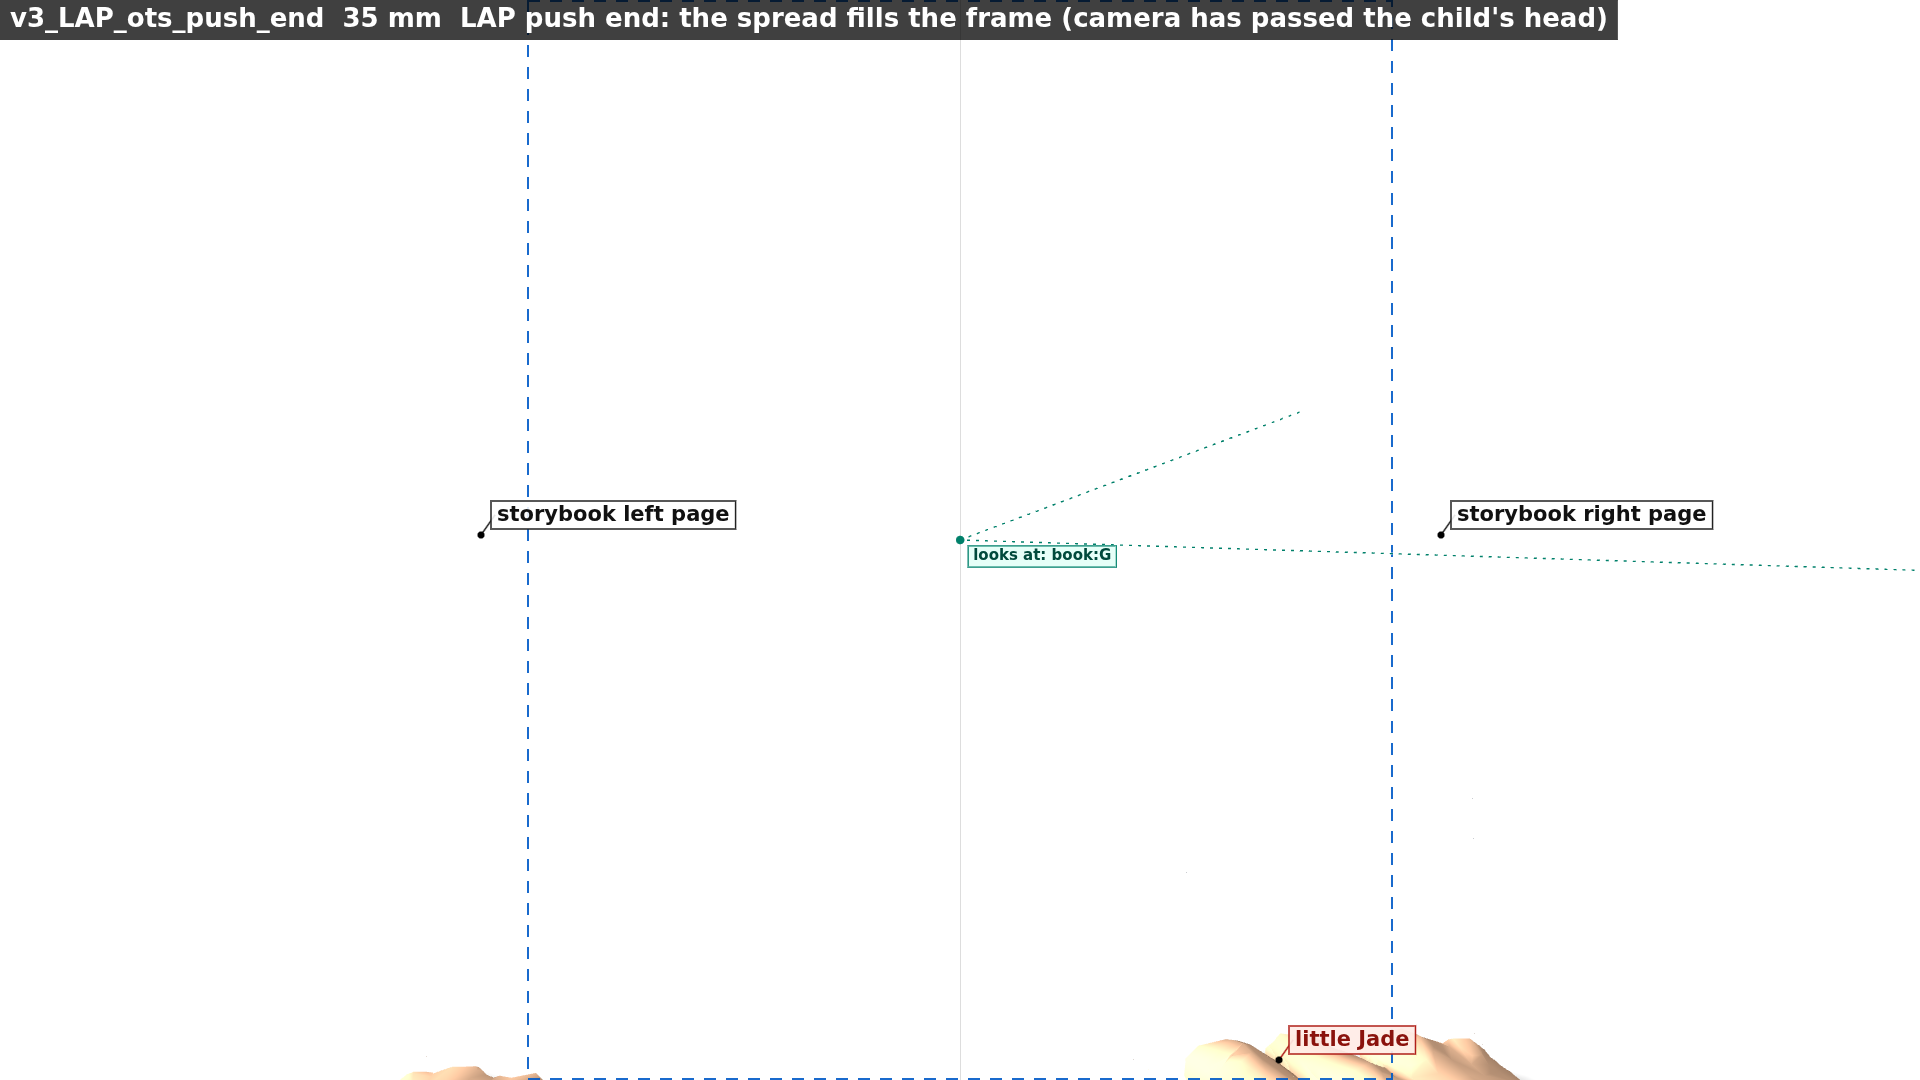 v3_LAP_ots_push_end  35 mm  LAP push end: the spread fills the frame (camera has passed the child's head)
storybook left page
storybook right page
looks at: book:G
little Jade